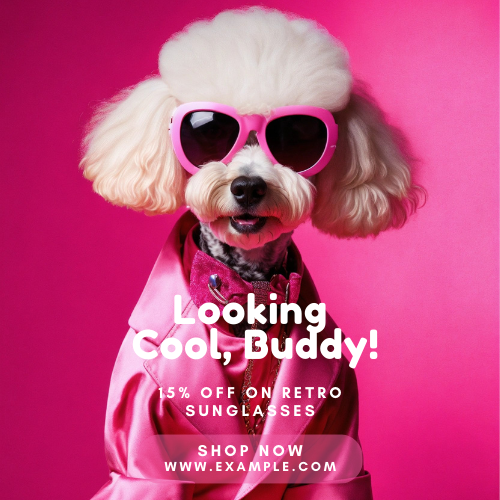 Looking
Cool, Buddy!
15% OFF ON RETRO
SUNGLASSES
SHOP NOW
WWW.EXAMPLE.COM